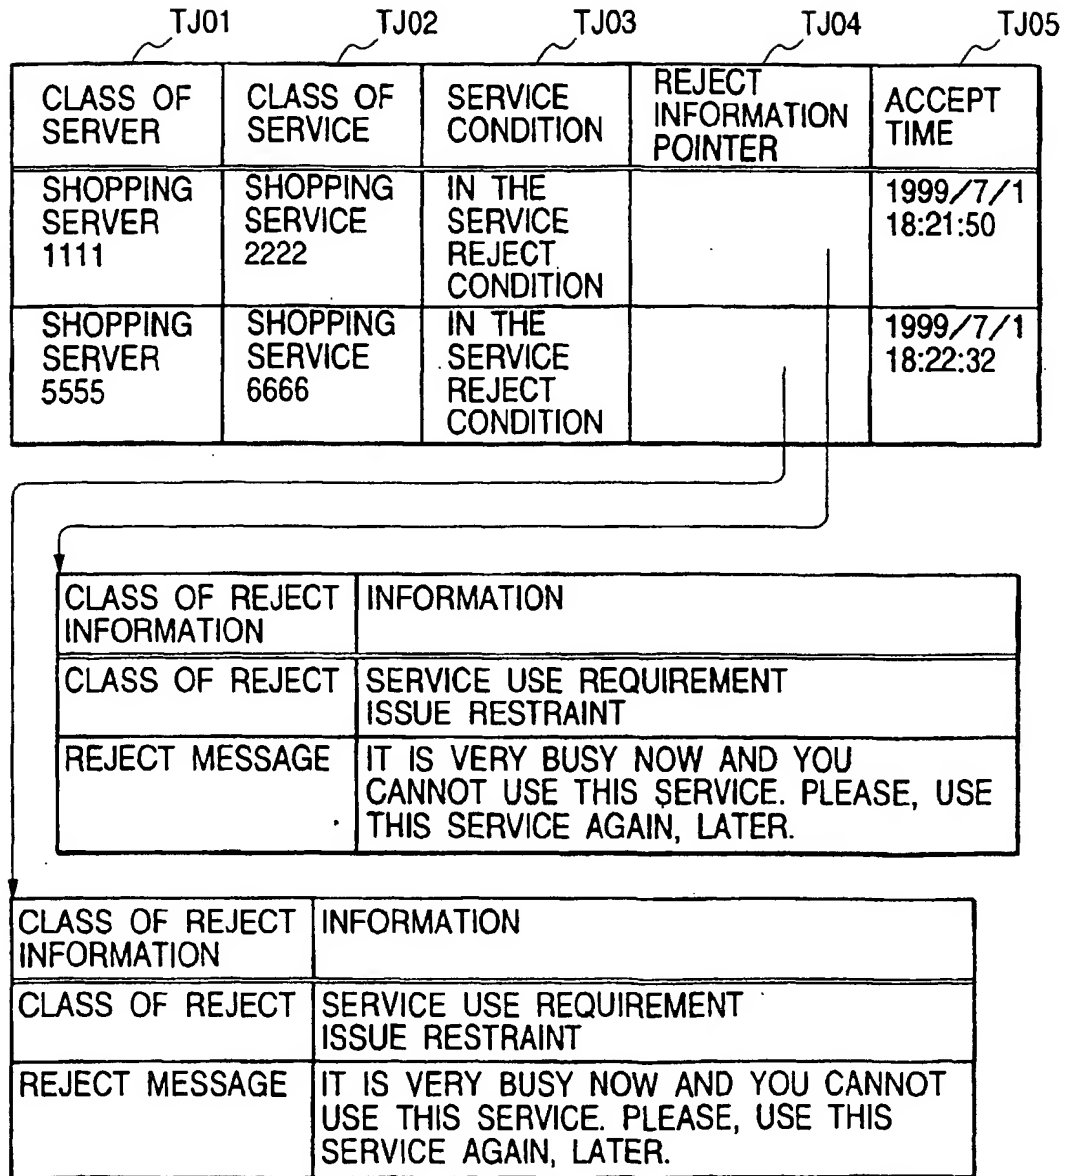 TJ01 TJ02 TJ03 TJ04 TJ05
CLASS OF SERVER
CLASS OF SERVICE
SERVICE CONDITION
REJECT INFORMATION POINTER
ACCEPT TIME
SHOPPING SERVER 1111
SHOPPING SERVICE 2222
IN THE SERVICE REJECT CONDITION
1999/7/1 18:21:50
SHOPPING SERVER 5555
SHOPPING SERVICE 6666
IN THE SERVICE REJECT CONDITION
1999/7/1 18:22:32
CLASS OF REJECT INFORMATION
INFORMATION
CLASS OF REJECT
SERVICE USE REQUIREMENT
ISSUE RESTRAINT
REJECT MESSAGE
IT IS VERY BUSY NOW AND YOU
CANNOT USE THIS SERVICE. PLEASE, USE
THIS SERVICE AGAIN, LATER.
CLASS OF REJECT INFORMATION
INFORMATION
CLASS OF REJECT
SERVICE USE REQUIREMENT
ISSUE RESTRAINT
REJECT MESSAGE
IT IS VERY BUSY NOW AND YOU CANNOT
USE THIS SERVICE. PLEASE, USE THIS
SERVICE AGAIN, LATER.